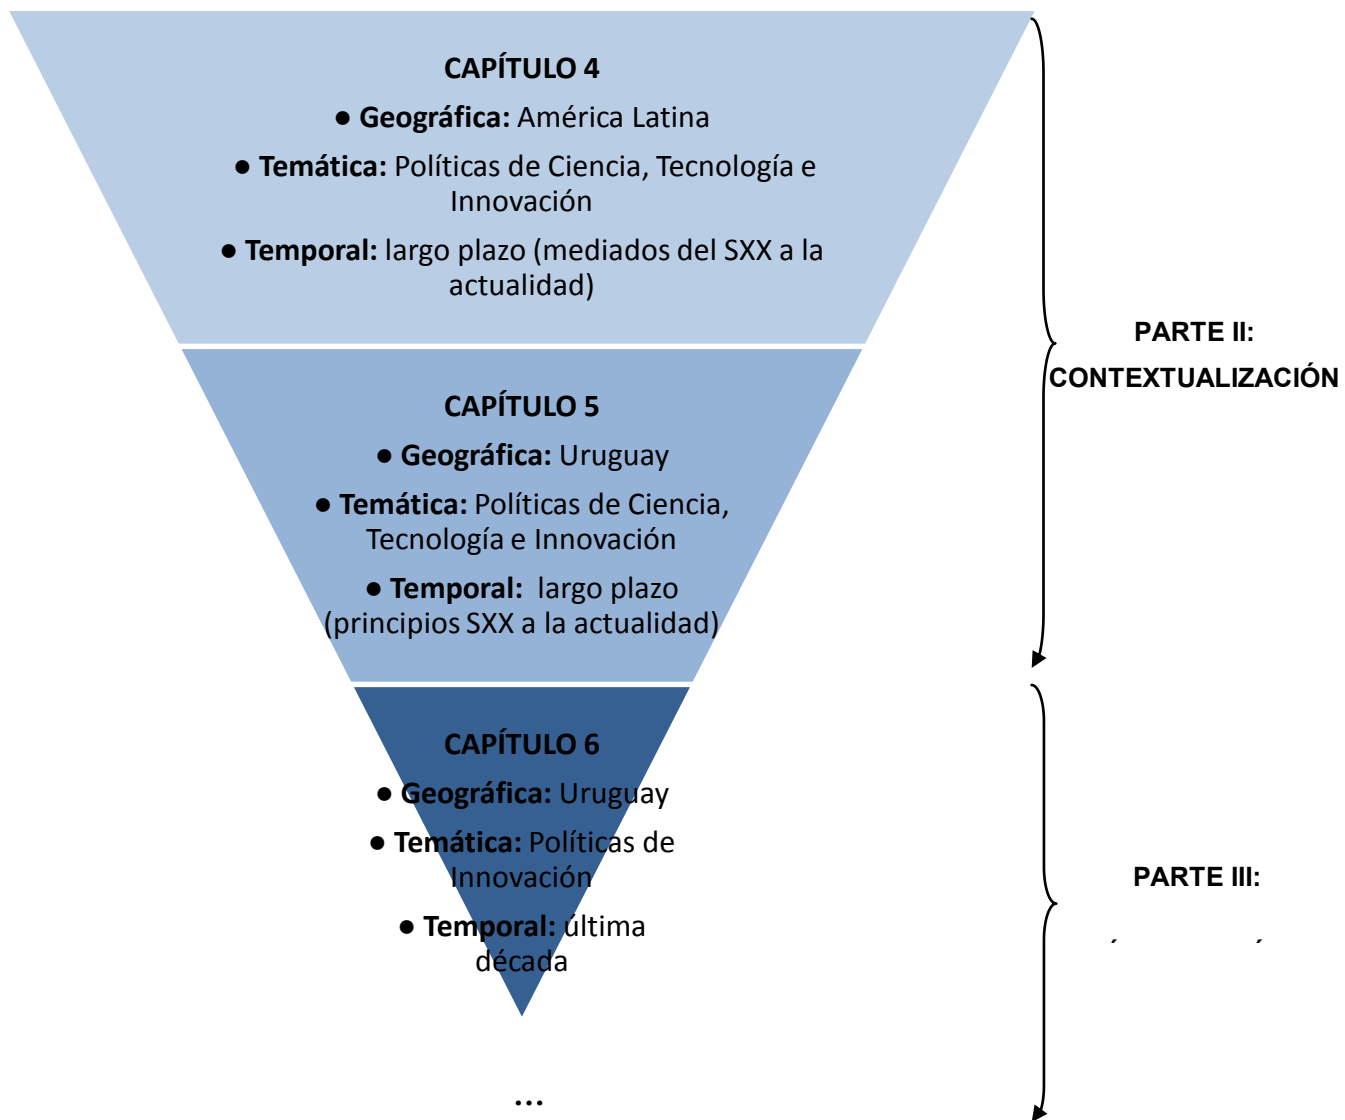 CAPÍTULO 4
● Geográfica: América Latina
● Temática: Políticas de Ciencia, Tecnología e
Innovación
● Temporal: largo plazo (mediados del SXX a la
actualidad)
PARTE II:
CONTEXTUALIZACIÓN
CAPÍTULO 5
● Geográfica: Uruguay
● Temática: Políticas de Ciencia,
Tecnología e Innovación
● Temporal: largo plazo
(principios SXX a la actualidad)
CAPÍTULO 6
● Geográfica: Uruguay
● Temática: Políticas de
Innovación
● Temporal: última
década
PARTE III:
...